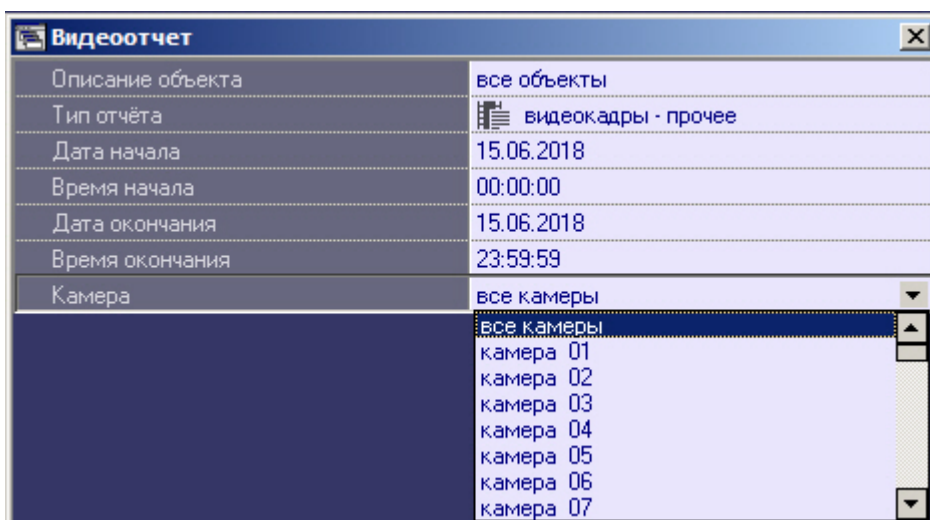 Видеоотчет
Описание объекта все объекты
Тип отчёта видеокадры - прочее
Дата начала 15.06.2018
Время начала 00:00:00
Дата окончания 15.06.2018
Время окончания 23:59:59
Камера все камеры
все камеры
камера 01
камера 02
камера 03
камера 04
камера 05
камера 06
камера 07